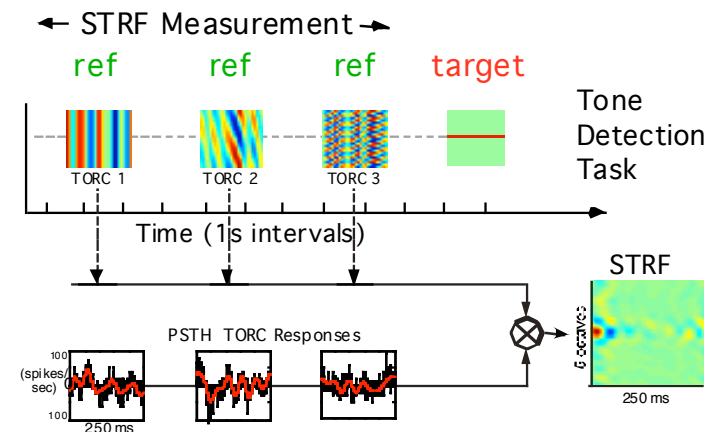 STRF Measurement
ref ref ref target
Tone
Detection
Task
TORC 1 TORC 2 TORC 3
Time (1s intervals)
STRF
PSTH TORC Responses
octaves
100
(spikes/
sec)
0
100
250 ms
250 ms